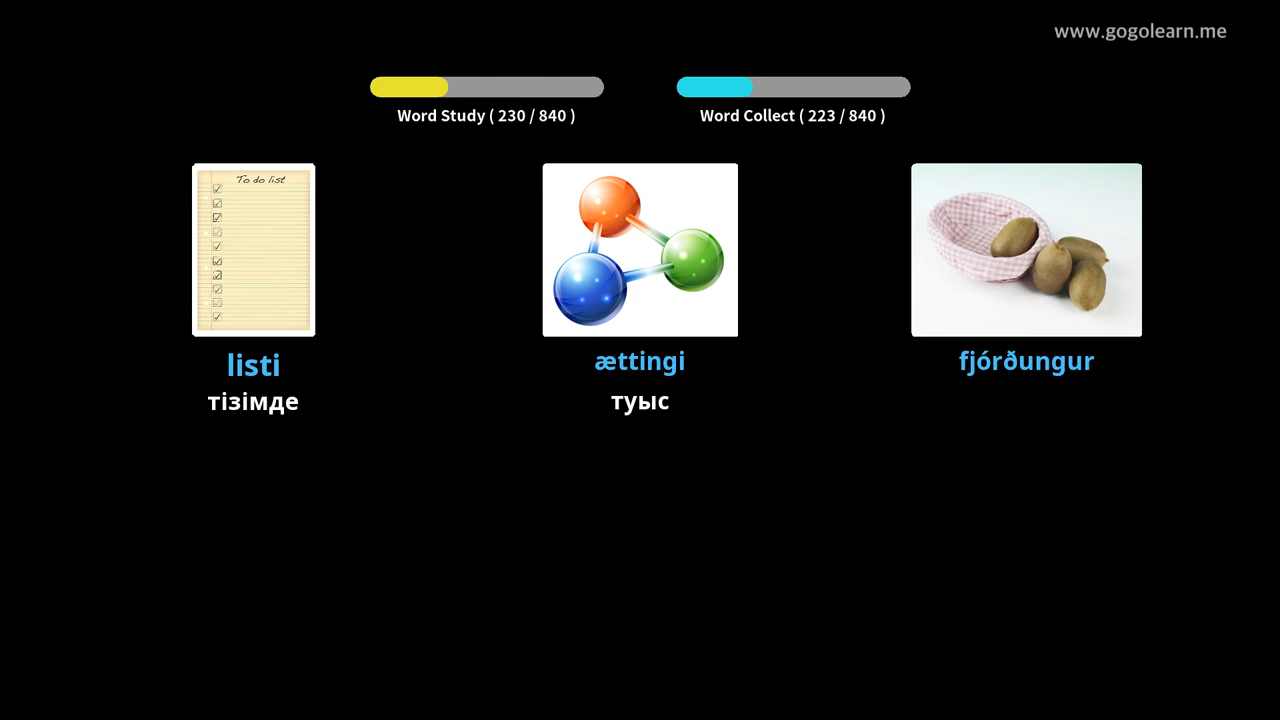 www.gogolearn.me
Word Study ( 230 / 840 )
Word Collect ( 223 / 840 )
To do list
listi
ættingi
fjórðungur
тізімде
туыс